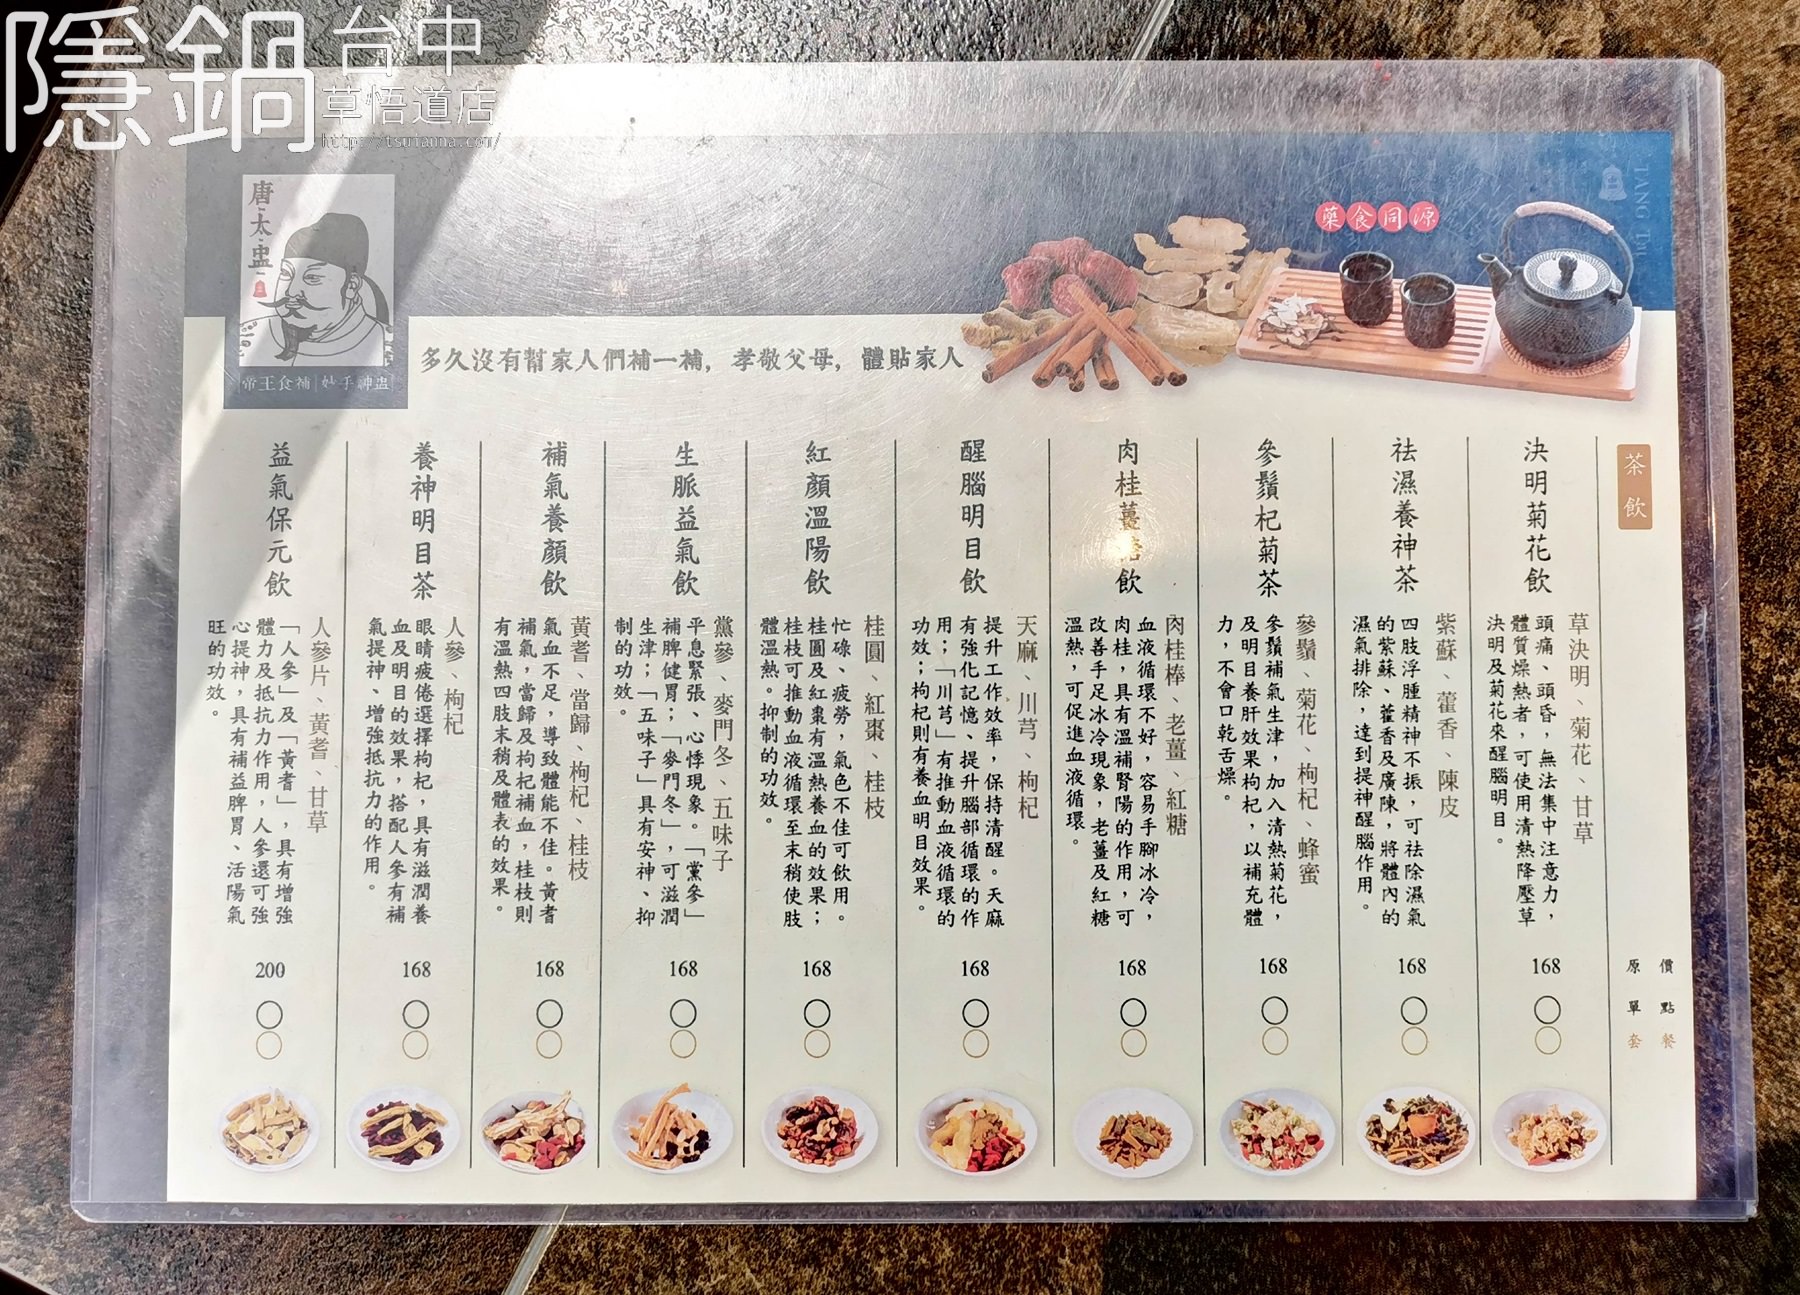 隱鍋
台中
草悟道店
http://tsuianna.com/
唐太盅
帝王食補|妙手神盅
藥食同源
多久沒有幫家人們補一補，孝敬父母，體貼家人
茶飲
原價
單點
套餐
決明菊花飲
草決明、菊花、甘草
頭痛、頭昏，無法集中注意力，
體質燥熱者，可使用清熱降壓草
決明及菊花來醒腦明目。
168
祛濕養神茶
紫蘇、藿香、陳皮
四肢浮腫精神不振，可祛除濕氣
的紫蘇、藿香及廣陳，將體內的
濕氣排除，達到提神醒腦作用。
168
參鬚杞菊茶
參鬚、菊花、枸杞、蜂蜜
參鬚補氣生津，加入清熱菊花，
及明目養肝效果枸杞，以補充體
力，不會口乾舌燥。
168
肉桂薑糖飲
肉桂棒、老薑、紅糖
血液循環不好，容易手腳冰冷，
肉桂，具有溫補腎陽的作用，可
改善手足冰冷現象，老薑及紅糖
溫熱，可促進血液循環。
168
醒腦明目飲
天麻、川芎、枸杞
提升工作效率，保持清醒。天麻
有強化記憶、提升腦部循環的作
用；「川芎」有推動血液循環的
功效；枸杞則有養血明目效果。
168
紅顏溫陽飲
桂圓、紅棗、桂枝
忙碌、疲勞，氣色不佳可飲用。
桂圓及紅棗有溫熱養血的效果；
桂枝可推動血液循環至末稍使肢
體溫熱。抑制的功效。
168
生脈益氣飲
黨參、麥門冬、五味子
平息緊張、心悸現象。「黨參」
補脾健胃；「麥門冬」，可滋潤
生津；「五味子」具有安神、抑
制的功效。
168
補氣養顏飲
黃耆、當歸、枸杞、桂枝
氣血不足，導致體能不佳。黃耆
補氣，當歸及枸杞補血，桂枝則
有溫熱四肢末稍及體表的效果。
168
養神明目茶
人參、枸杞
眼睛疲倦選擇枸杞，具有滋潤養
血及明目的效果，搭配人參有補
氣提神、增強抵抗力的作用。
168
益氣保元飲
人參片、黃耆、甘草
「人參」及「黃耆」，具有增強
體力及抵抗力作用，人參還可強
心提神，具有補益脾胃、活陽氣
旺的功效。
200